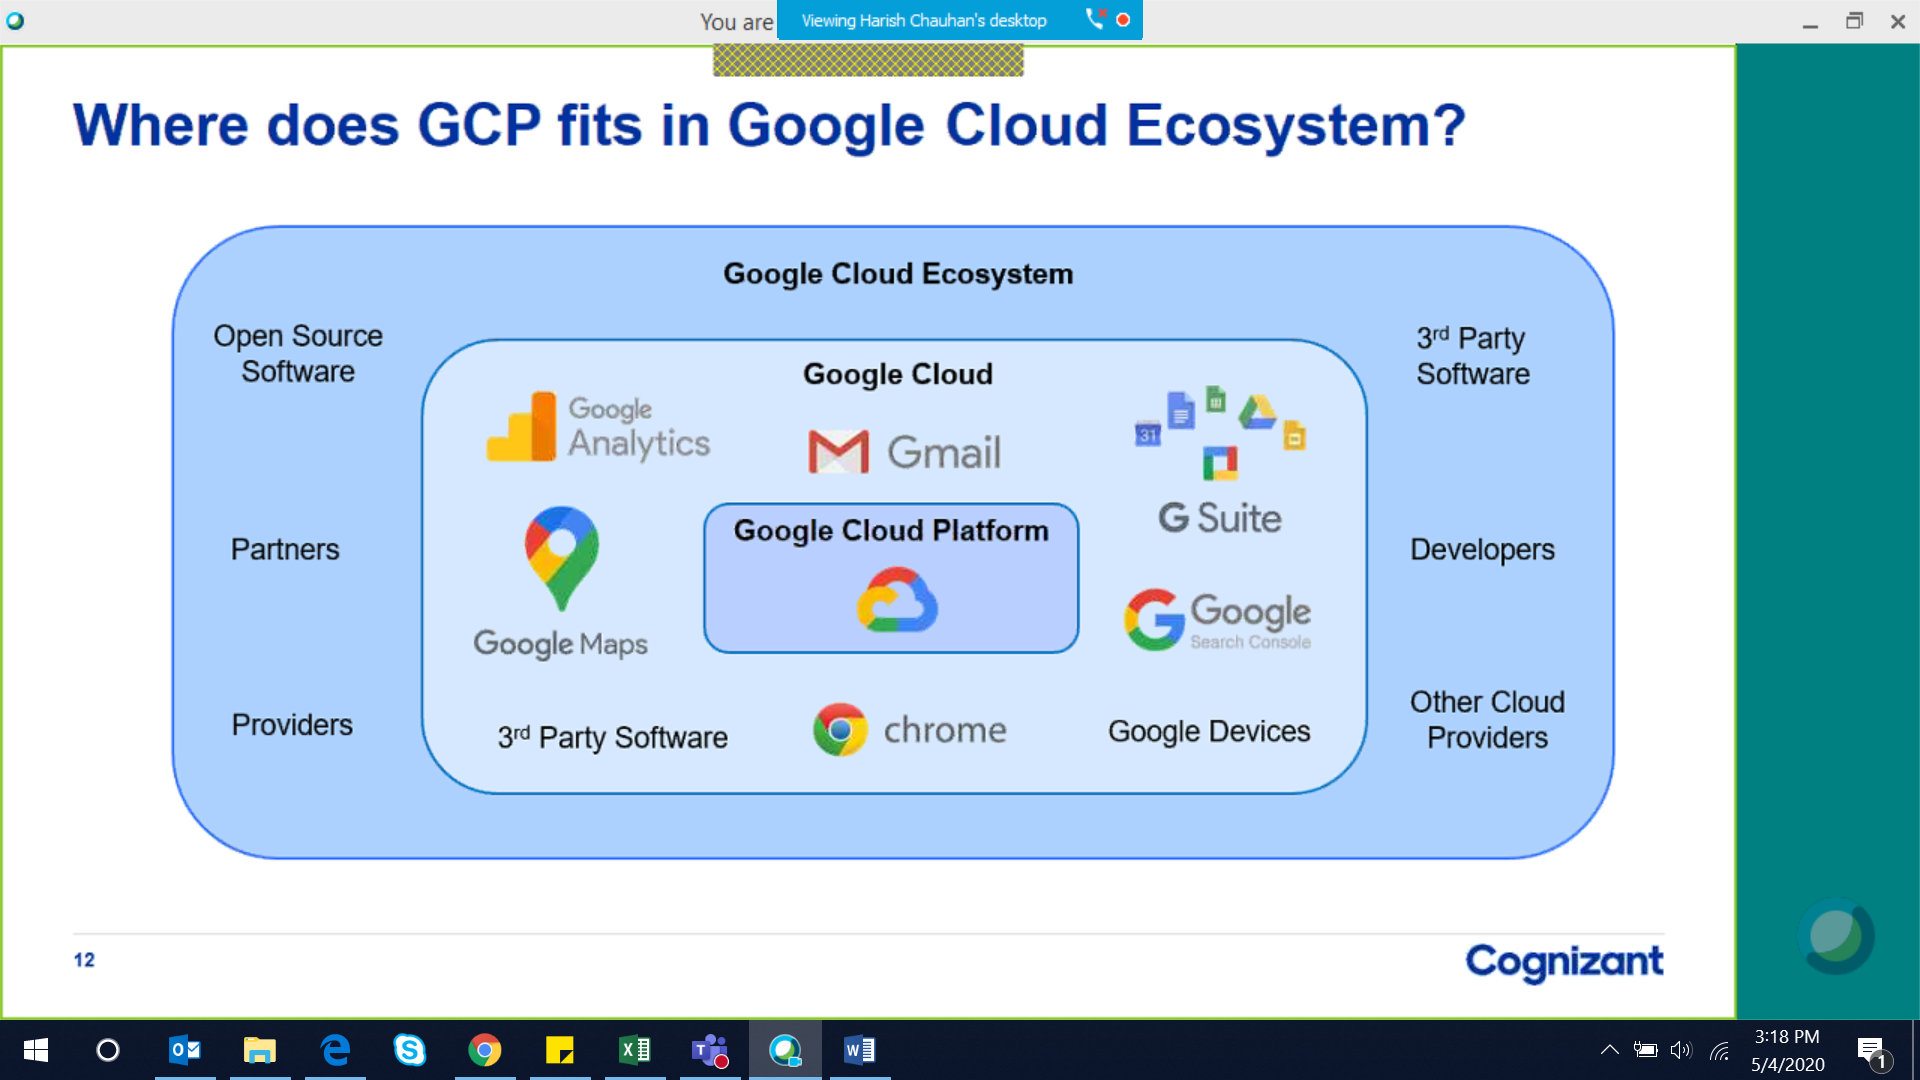 You are
Viewing Harish Chauhan's desktop
Where does GCP fits in Google Cloud Ecosystem?
Google Cloud Ecosystem
Open Source
Software
3rd Party
Software
Google Cloud
Google
Analytics
Gmail
31
G Suite
Partners
Google Cloud Platform
Developers
Google Maps
Google
Search Console
Providers
3rd Party Software
chrome
Google Devices
Other Cloud
Providers
12
Cognizant
3:18 PM
5/4/2020
1